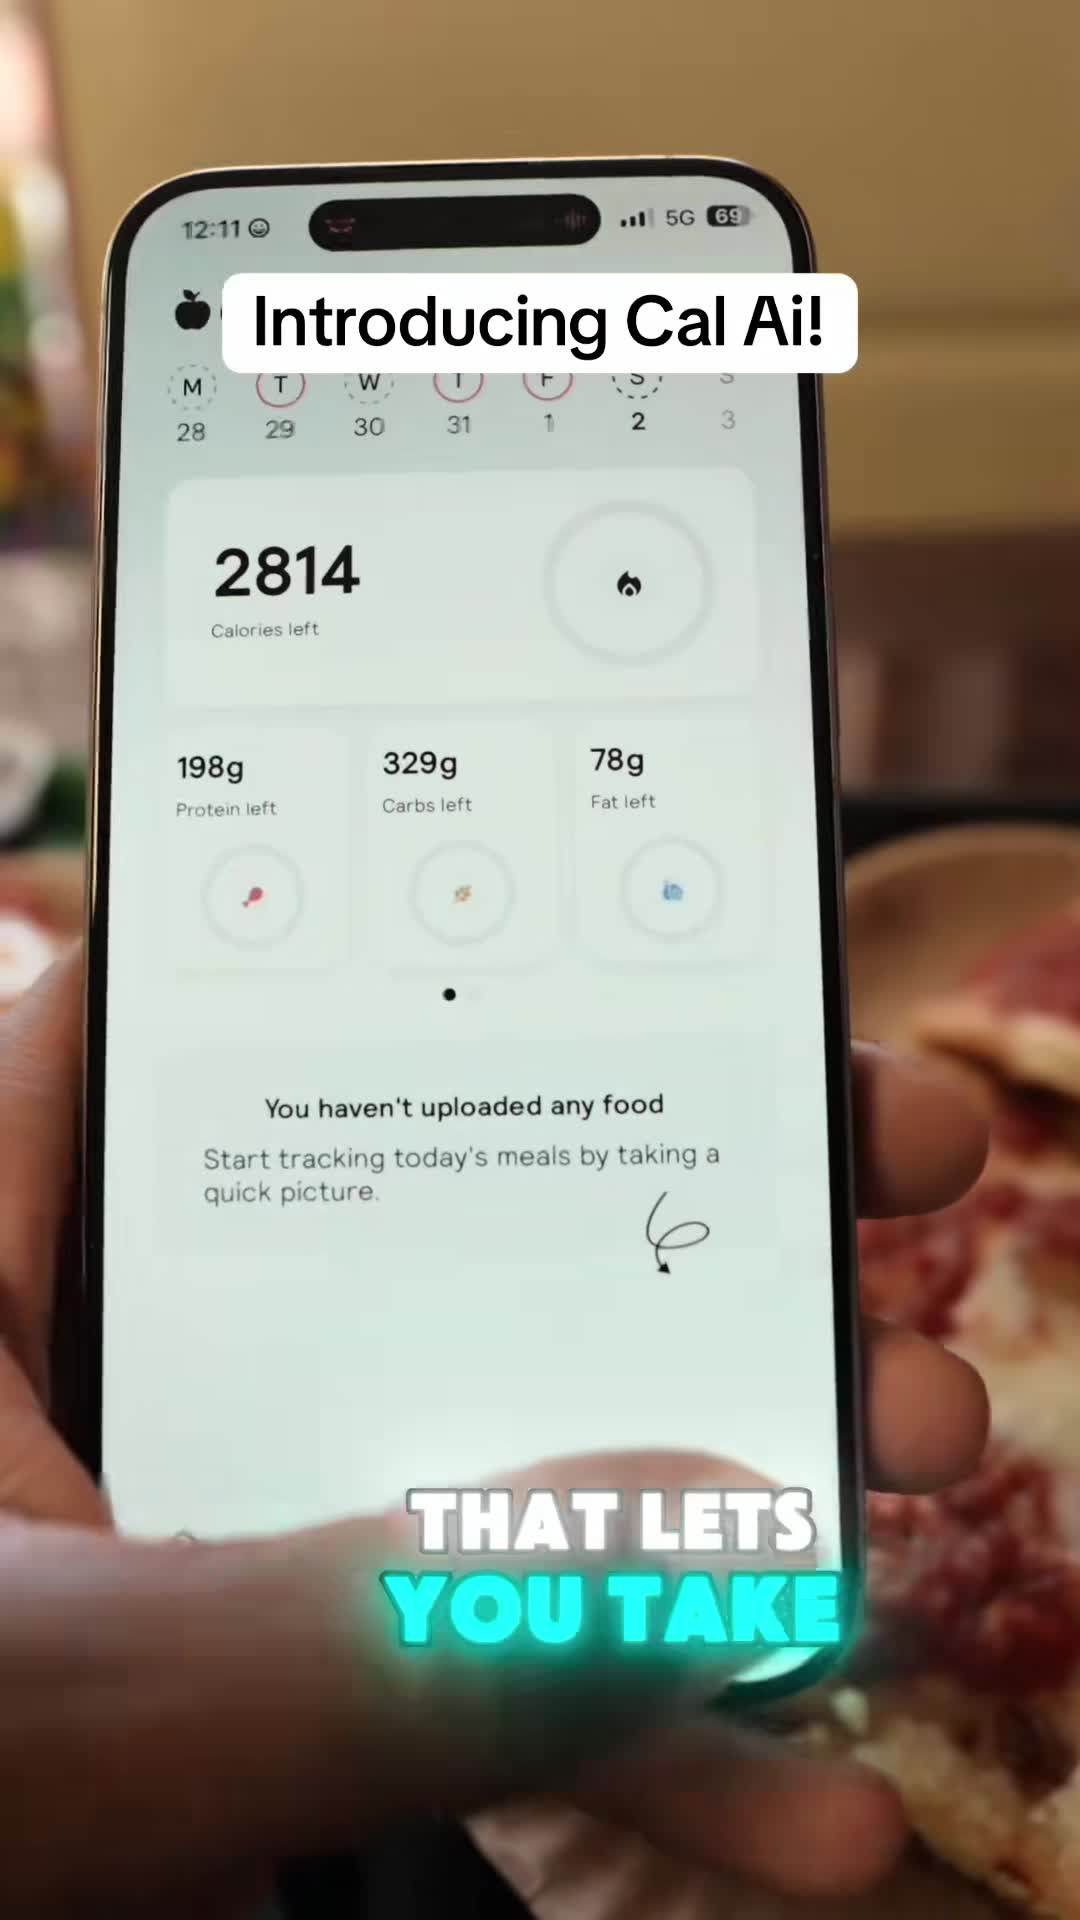 12:11
5G 69
Introducing Cal Ai!
M T W T F S S
28 29 30 31 1 2 3
2814
Calories left
198g 329g 78g
Protein left Carbs left Fat left
You haven't uploaded any food
Start tracking today's meals by taking a
quick picture.
THAT LETS
YOU TAKE